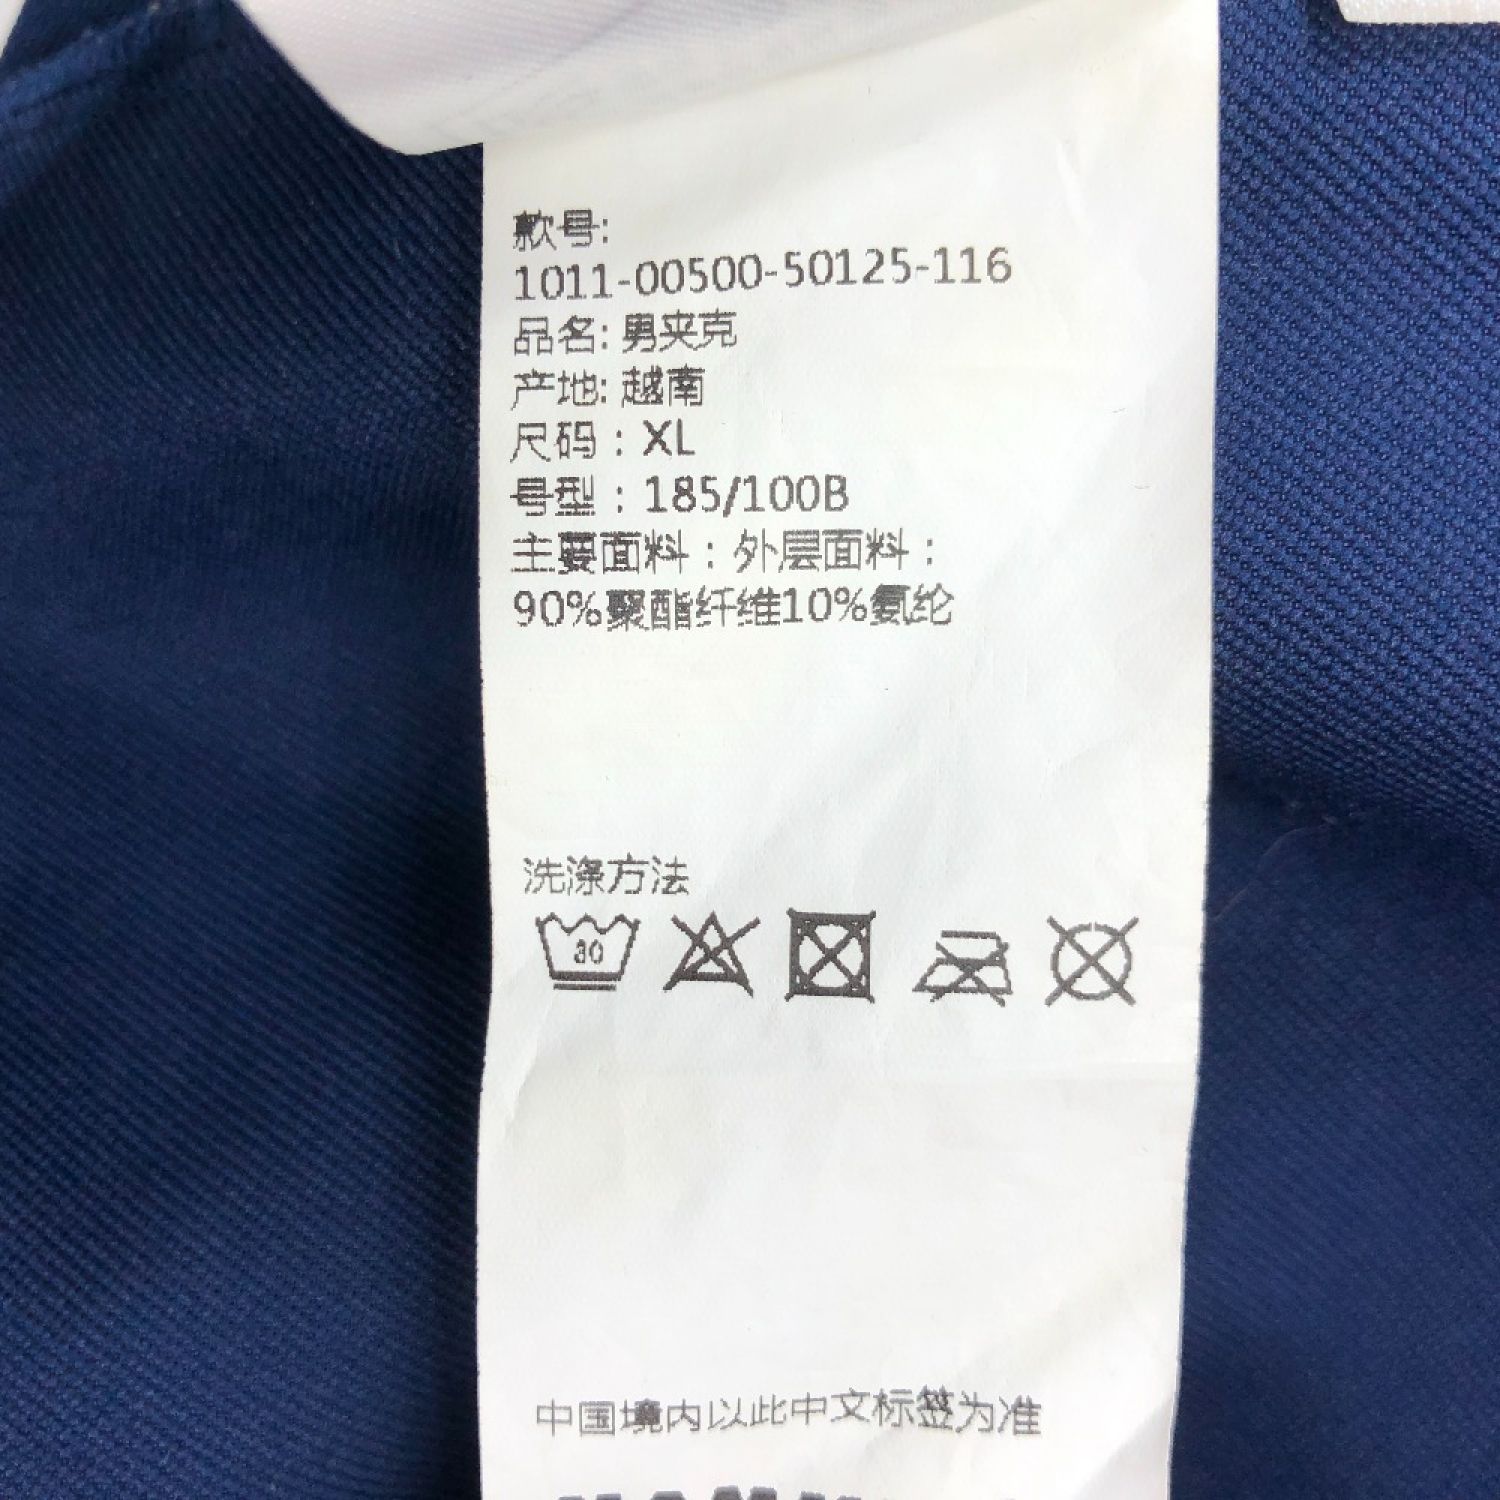 款号:
1011-00500-50125-116
品名: 男夹克
产地: 越南
尺码：XL
号型：185/100B
主要面料：外层面料：
90%聚酯纤维10%氨纶
洗涤方法
30
中国境内以此中文标签为准